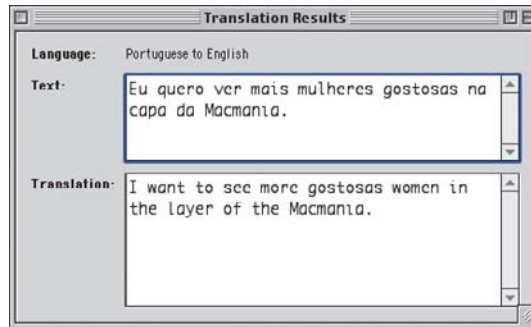 Translation Results
Language: Portuguese to English
Text:
Eu quero ver mais mulheres gostosas na
capa da Macmania.
Translation:
I want to see more gostosas women in
the layer of the Macmania.